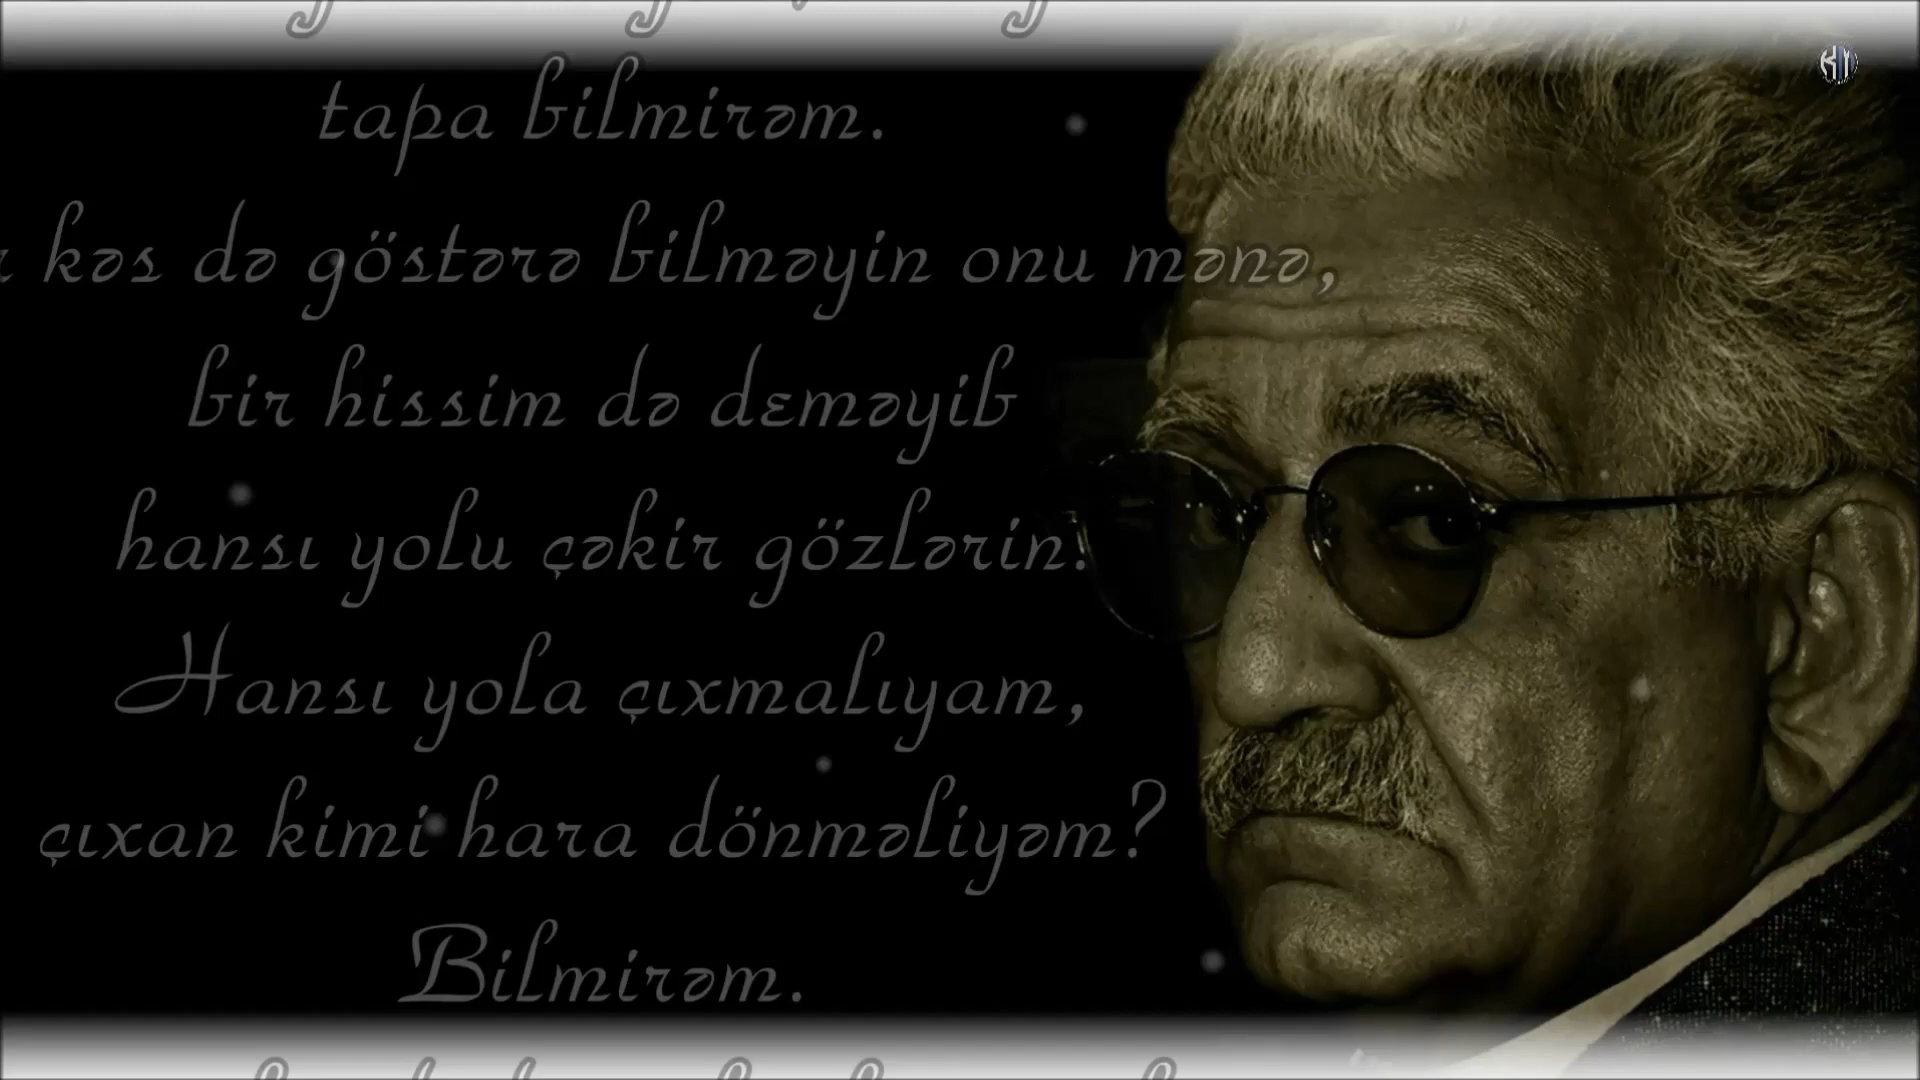 tapa bilmirəm.
kəs də göstərə bilməyin onu mənə,
bir hissim də deməyib
hansı yolu çəkir gözlərin.
Hansı yola çıxmalıyam,
çıxan kimi hara dönməliyəm?
Bilmirəm.